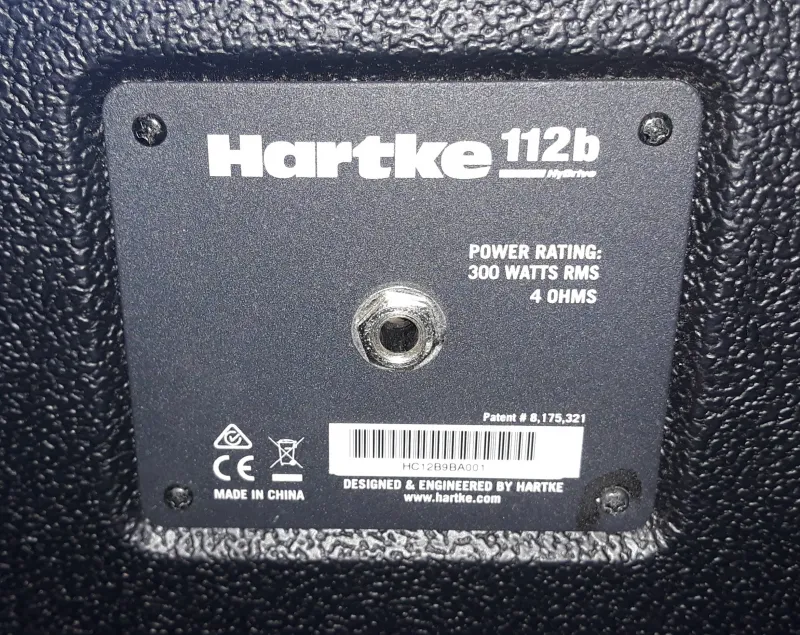 Hartke 112b
HyDrive
POWER RATING:
300 WATTS RMS
4 OHMS
Patent # 8,175,321
HC12B9BA001
CE
MADE IN CHINA
DESIGNED & ENGINEERED BY HARTKE
www.hartke.com